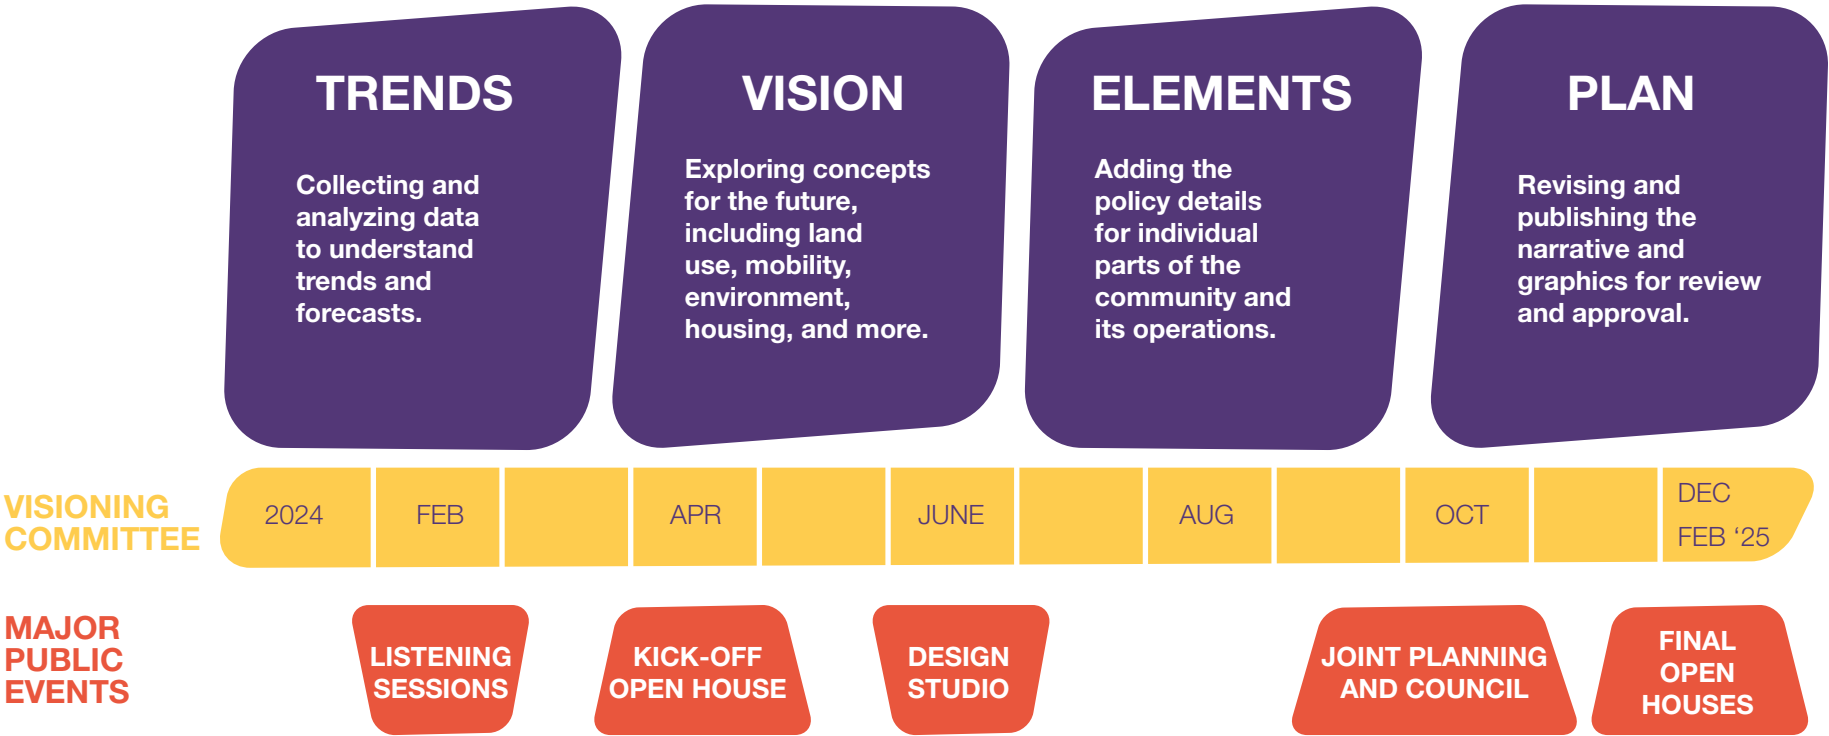 TRENDS
Collecting and
analyzing data
to understand
trends and
forecasts.
VISION
Exploring concepts
for the future,
including land
use, mobility,
environment,
housing, and more.
ELEMENTS
Adding the
policy details
for individual
parts of the
community and
its operations.
PLAN
Revising and
publishing the
narrative and
graphics for review
and approval.
VISIONING
COMMITTEE
2024
FEB
APR
JUNE
AUG
OCT
DEC
FEB ‘25
MAJOR
PUBLIC
EVENTS
LISTENING
SESSIONS
KICK-OFF
OPEN HOUSE
DESIGN
STUDIO
JOINT PLANNING
AND COUNCIL
FINAL
OPEN
HOUSES